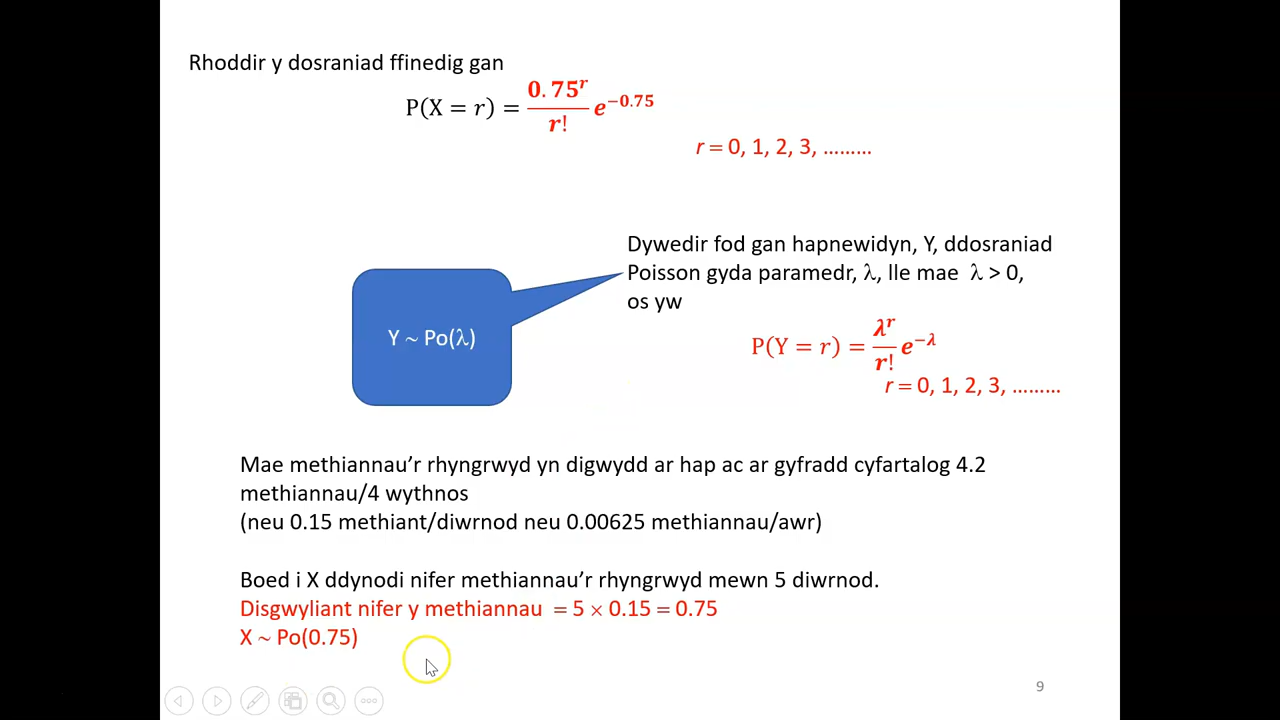 Rhoddir y dosraniad ffinedig gan
P(X = r) = 0.75^r / r! e^−0.75
r = 0, 1, 2, 3, ………
Dywedir fod gan hapnewidyn, Y, ddosraniad
Poisson gyda paramedr, λ, lle mae λ > 0,
os yw
Y ~ Po(λ)
P(Y = r) = λ^r / r! e^−λ
r = 0, 1, 2, 3, ………
Mae methiannau’r rhyngrwyd yn digwydd ar hap ac ar gyfradd cyfartalog 4.2
methiannau/4 wythnos
(neu 0.15 methiant/diwrnod neu 0.00625 methiannau/awr)
Boed i X ddynodi nifer methiannau’r rhyngrwyd mewn 5 diwrnod.
Disgwyliant nifer y methiannau = 5 × 0.15 = 0.75
X ~ Po(0.75)
9